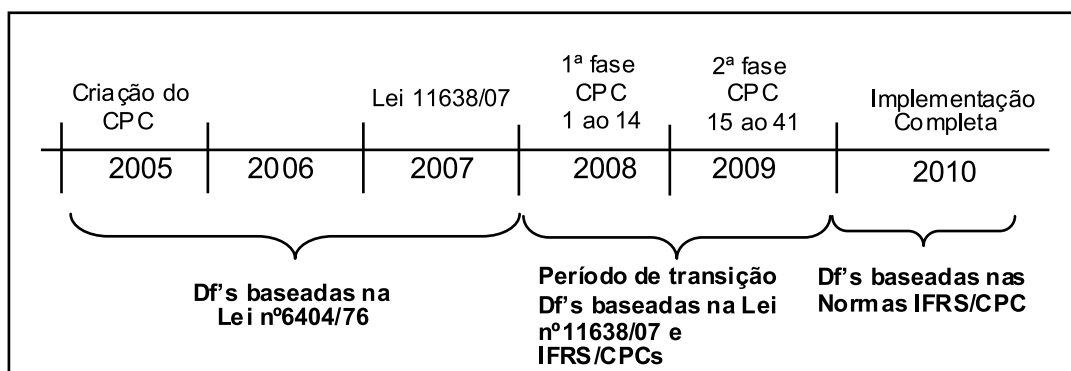 Criação do
CPC
Lei 11638/07
1ª fase
CPC
1 ao 14
2ª fase
CPC
15 ao 41
Implementação
Completa
2005
2006
2007
2008
2009
2010
Df's baseadas na
Lei nº6404/76
Período de transição
Df's baseadas na Lei
nº11638/07 e
IFRS/CPCs
Df's baseadas nas
Normas IFRS/CPC